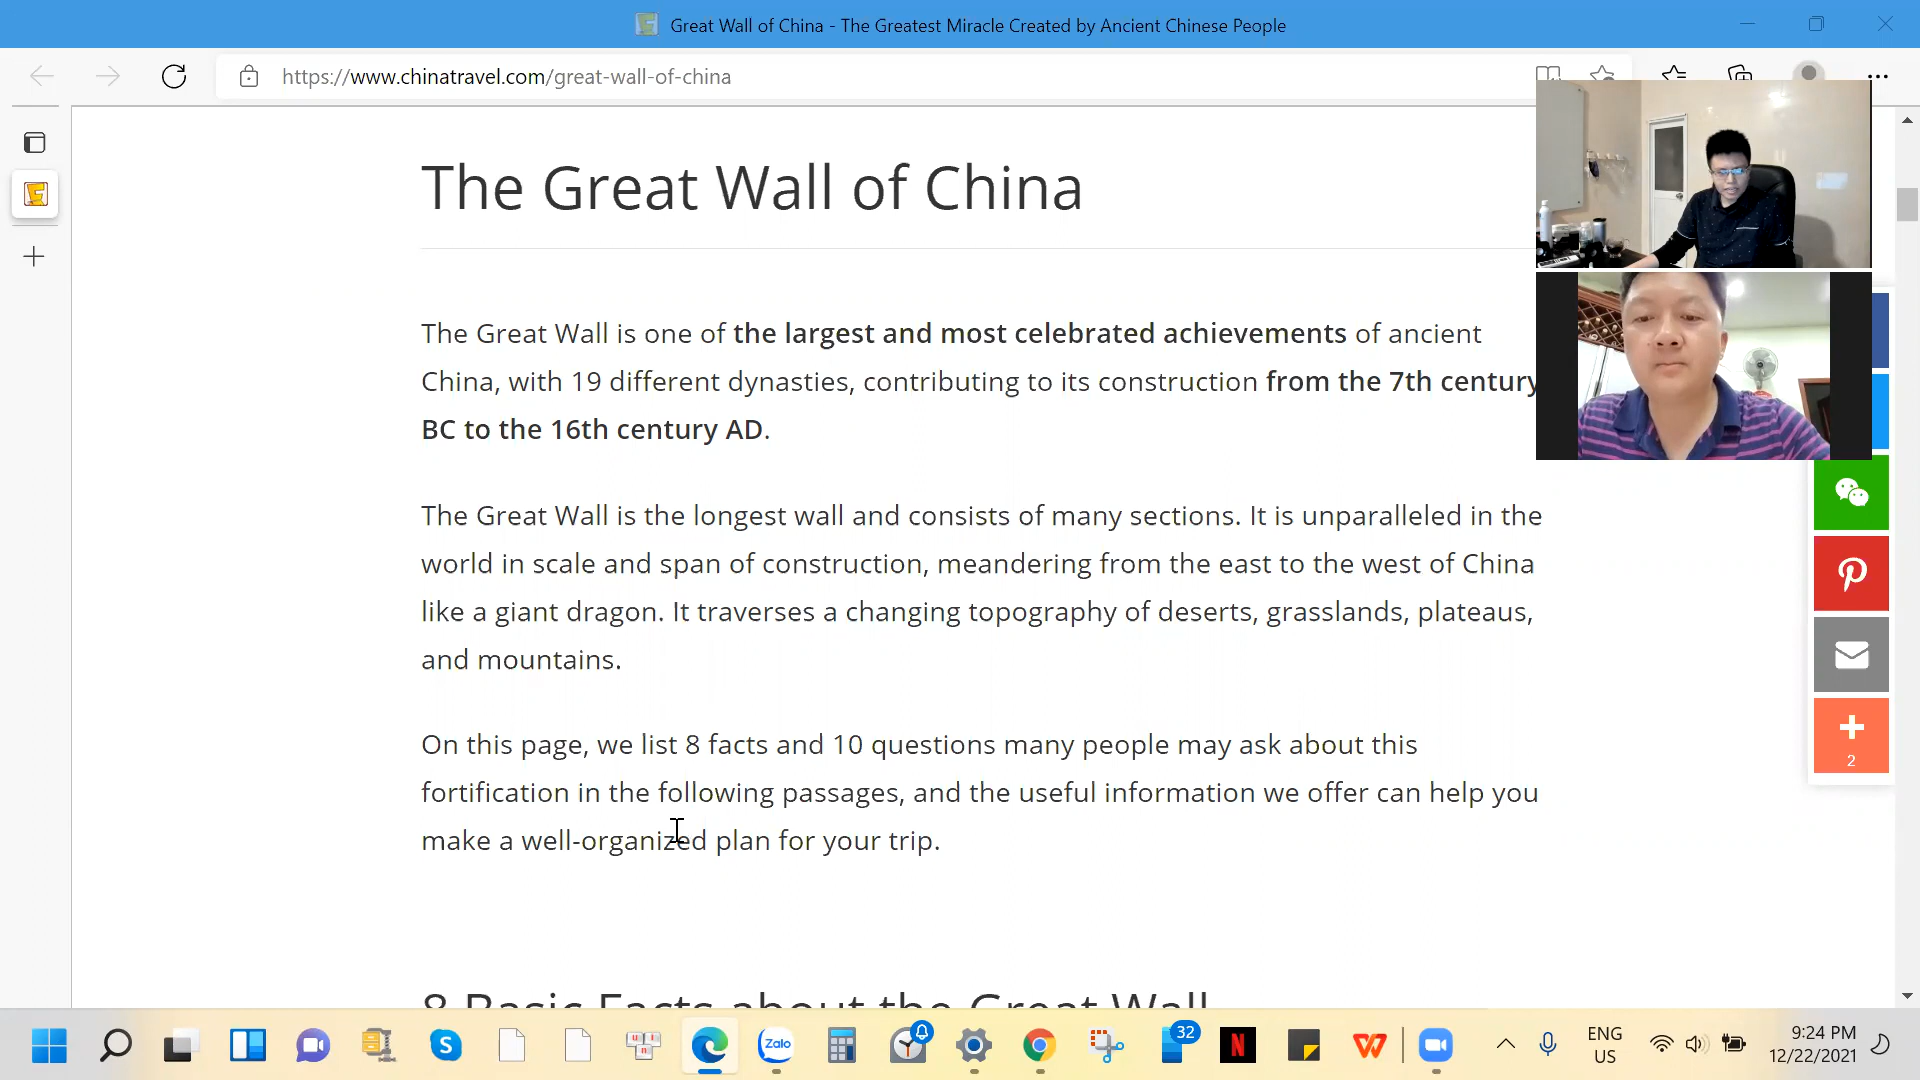 Great Wall of China - The Greatest Miracle Created by Ancient Chinese People
https://www.chinatravel.com/great-wall-of-china
The Great Wall of China
The Great Wall is one of the largest and most celebrated achievements of ancient
China, with 19 different dynasties, contributing to its construction from the 7th century
BC to the 16th century AD.
The Great Wall is the longest wall and consists of many sections. It is unparalleled in the
world in scale and span of construction, meandering from the east to the west of China
like a giant dragon. It traverses a changing topography of deserts, grasslands, plateaus,
and mountains.
On this page, we list 8 facts and 10 questions many people may ask about this
fortification in the following passages, and the useful information we offer can help you
make a well-organized plan for your trip.
2
8 Basic Facts about the Great Wall
S
Zalo
32
N
W
ENG
US
9:24 PM
12/22/2021